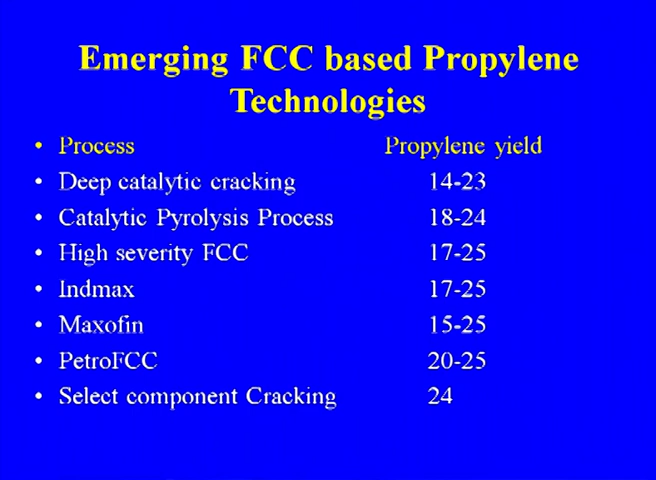 Emerging FCC based Propylene
Technologies
• Process Propylene yield
• Deep catalytic cracking 14-23
• Catalytic Pyrolysis Process 18-24
• High severity FCC 17-25
• Indmax 17-25
• Maxofin 15-25
• PetroFCC 20-25
• Select component Cracking 24